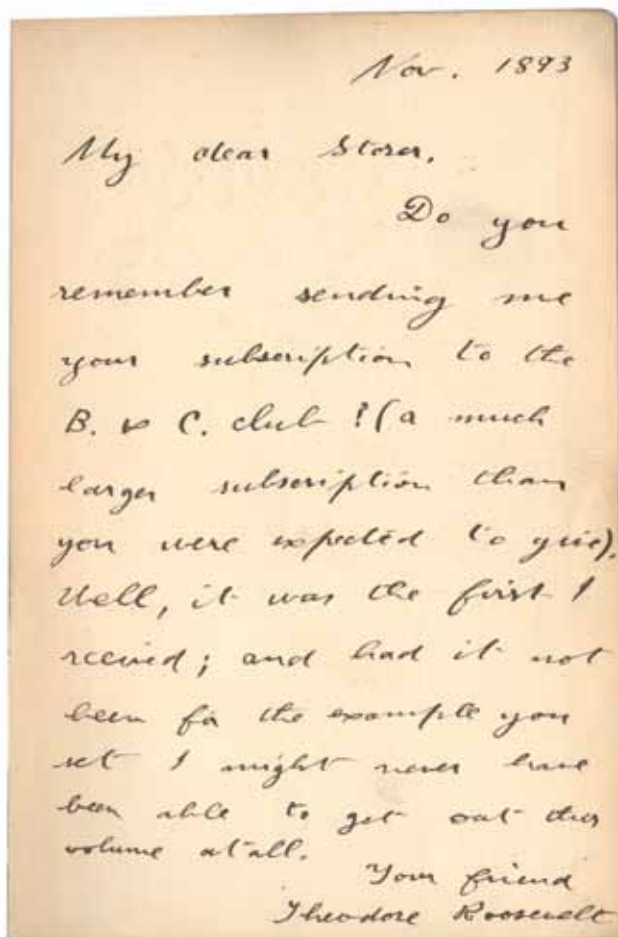 Nov. 1893
My dear Storer,
Do you
remember sending me
your subscription to the
B. & C. club? (a much
larger subscription than
you were expected to give).
Well, it was the first I
received; and had it not
been for the example you
set I might never have
been able to get out this
volume at all.
Your friend
Theodore Roosevelt